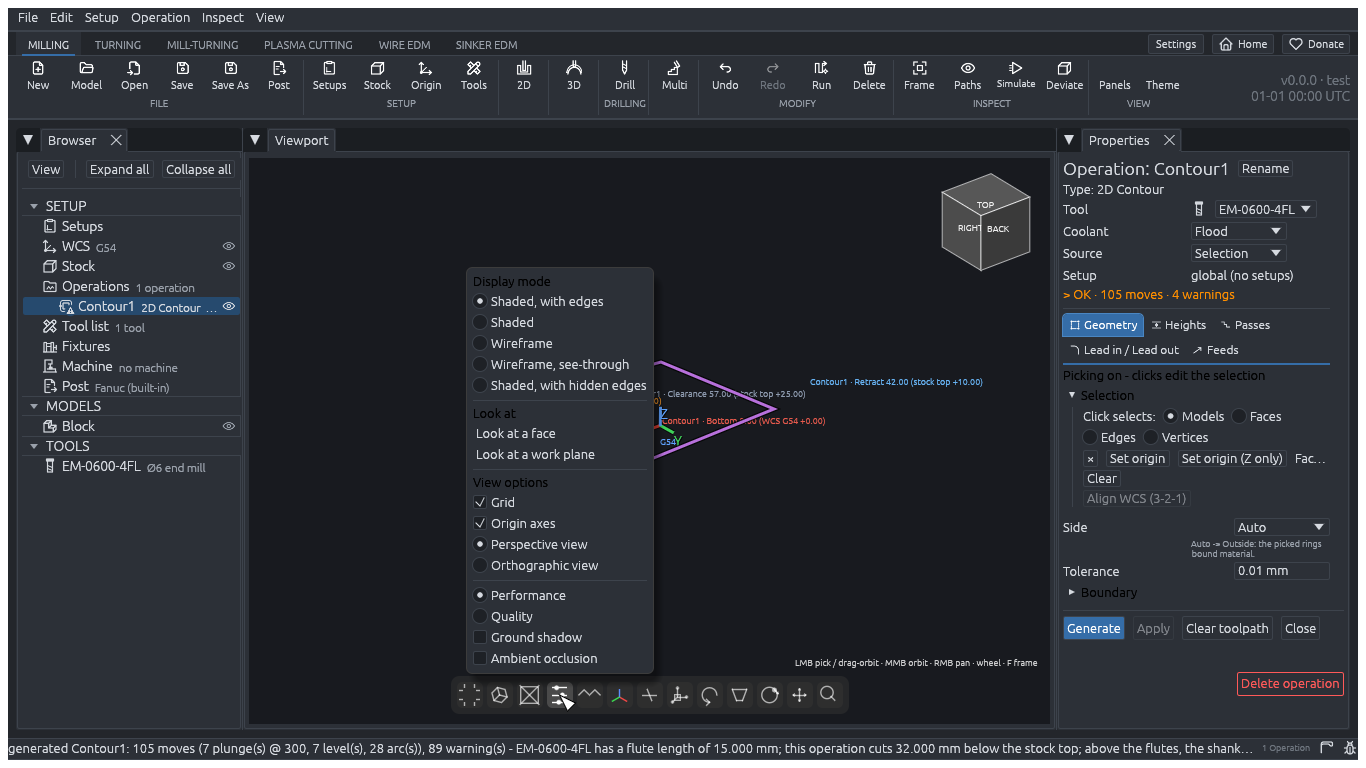 File Edit Setup Operation Inspect View
MILLING TURNING MILL-TURNING PLASMA CUTTING WIRE EDM SINKER EDM Settings Home Donate
New Model Open Save Save As Post Setups Stock Origin Tools 2D 3D Drill Multi Undo Redo Run Delete Frame Paths Simulate Deviate Panels Theme
FILE SETUP DRILLING MODIFY INSPECT VIEW
v0.0.0 · test
01-01 00:00 UTC
Browser
View Expand all Collapse all
SETUP
Setups
WCS G54
Stock
Operations 1 operation
Contour1 2D Contour ...
Tool list 1 tool
Fixtures
Machine no machine
Post Fanuc (built-in)
MODELS
Block
TOOLS
EM-0600-4FL Ø6 end mill
Viewport
TOP
RIGHT BACK
Display mode
Shaded, with edges
Shaded
Wireframe
Wireframe, see-through
Shaded, with hidden edges
Look at
Look at a face
Look at a work plane
View options
Grid
Origin axes
Perspective view
Orthographic view
Performance
Quality
Ground shadow
Ambient occlusion
Contour1 · Retract 42.00 (stock top +10.00)
Clearance 57.00 (stock top +25.00)
Contour1 · Bottom (WCS G54 +0.00)
Z
Y
G54
LMB pick / drag-orbit · MMB orbit · RMB pan · wheel · F frame
Properties
Operation: Contour1 Rename
Type: 2D Contour
Tool EM-0600-4FL
Coolant Flood
Source Selection
Setup global (no setups)
> OK · 105 moves · 4 warnings
Geometry Heights Passes
Lead in / Lead out Feeds
Picking on - clicks edit the selection
Selection
Click selects: Models Faces
Edges Vertices
× Set origin Set origin (Z only) Fac...
Clear
Align WCS (3-2-1)
Side Auto
Auto -> Outside: the picked rings
bound material.
Tolerance 0.01 mm
Boundary
Generate Apply Clear toolpath Close
Delete operation
generated Contour1: 105 moves (7 plunge(s) @ 300, 7 level(s), 28 arc(s)), 89 warning(s) - EM-0600-4FL has a flute length of 15.000 mm; this operation cuts 32.000 mm below the stock top; above the flutes, the shank... 1 Operation